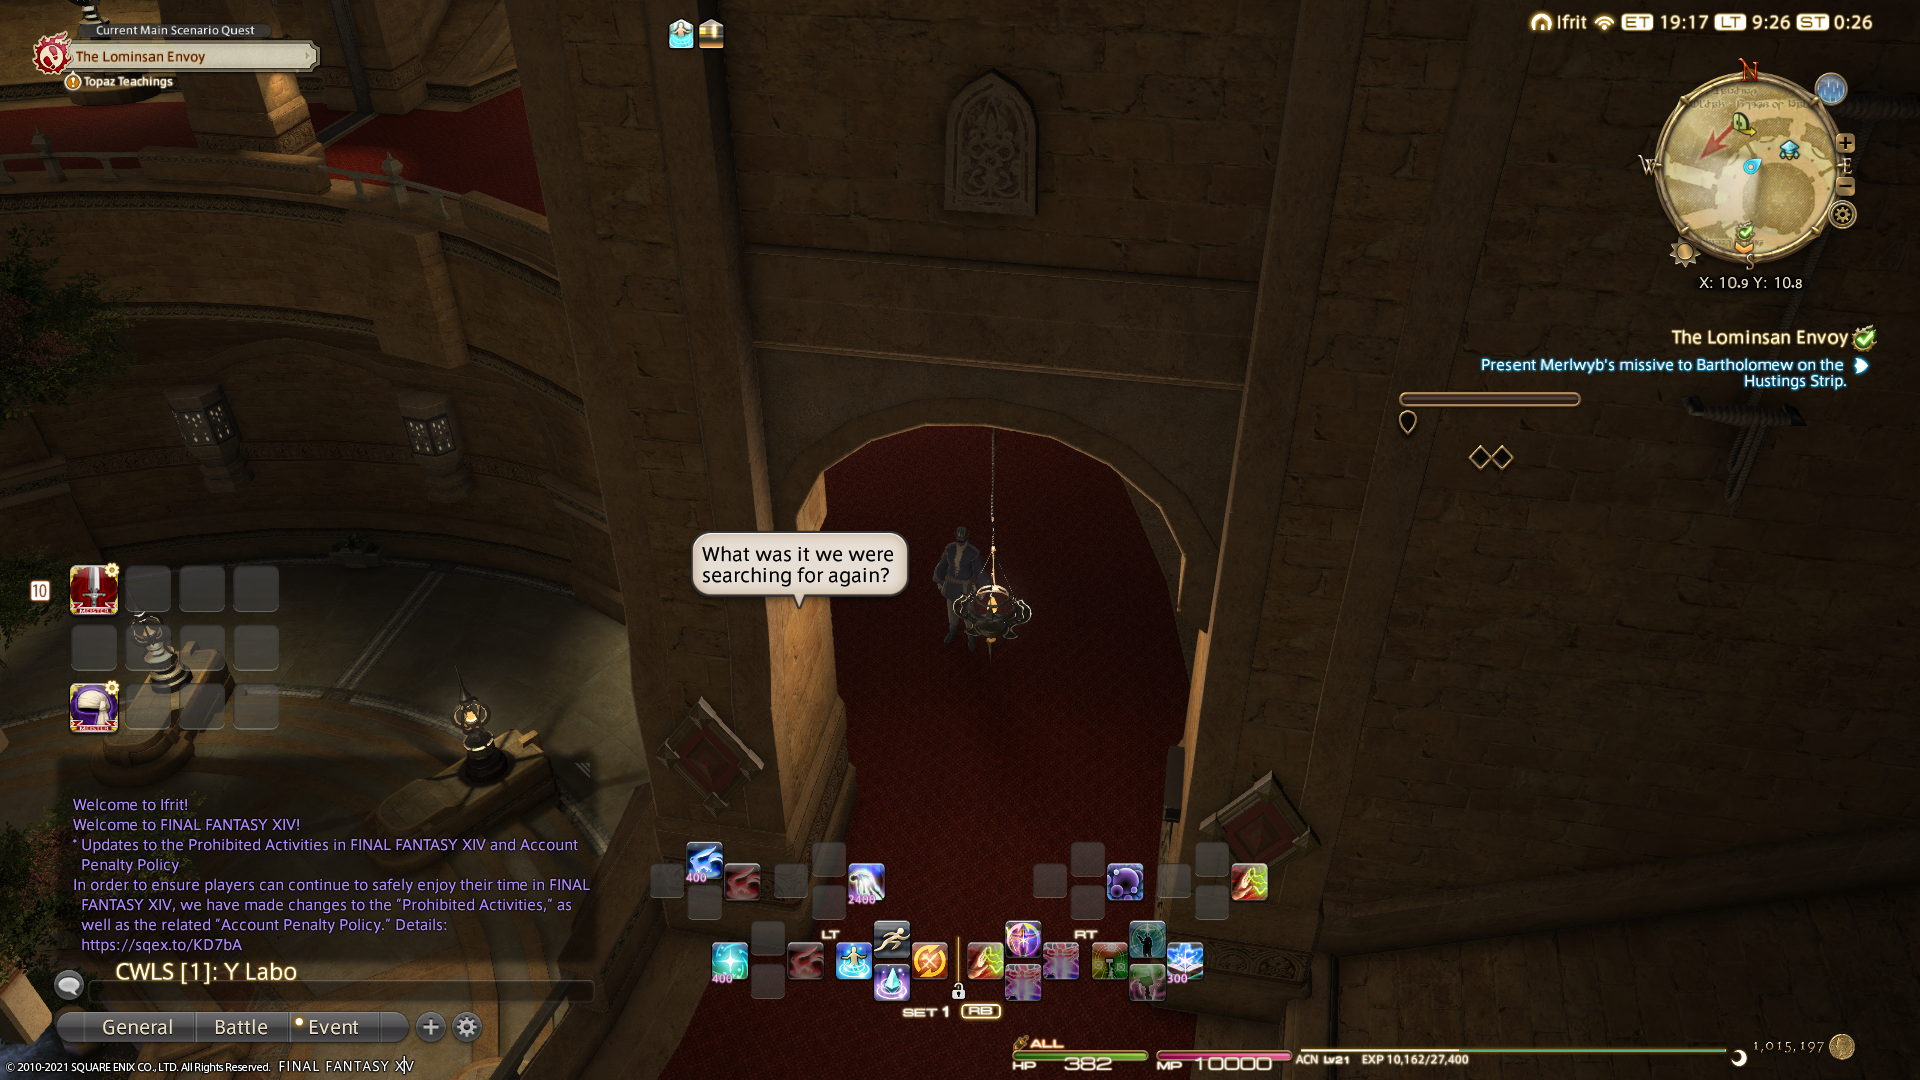 Current Main Scenario Quest
The Lominsan Envoy
Topaz Teachings
Ifrit ET 19:17 LT 9:26 ST 0:26
N
W
E
S
X: 10.9 Y: 10.8
The Lominsan Envoy
Present Merlwyb's missive to Bartholomew on the
Hustings Strip.
What was it we were
searching for again?
10
MEISTER
MEISTER
Welcome to Ifrit!
Welcome to FINAL FANTASY XIV!
* Updates to the Prohibited Activities in FINAL FANTASY XIV and Account
Penalty Policy
In order to ensure players can continue to safely enjoy their time in FINAL
FANTASY XIV, we have made changes to the "Prohibited Activities," as
well as the related "Account Penalty Policy." Details:
https://sqex.to/KD7bA
CWLS [1]: Y Labo
General Battle Event
400
2400
LT
RT
400
300
SET 1 RB
ALL
HP 382 MP 10000 ACN Lv21 EXP 10,162/27,400
1,015,197
© 2010-2021 SQUARE ENIX CO., LTD. All Rights Reserved. FINAL FANTASY XIV